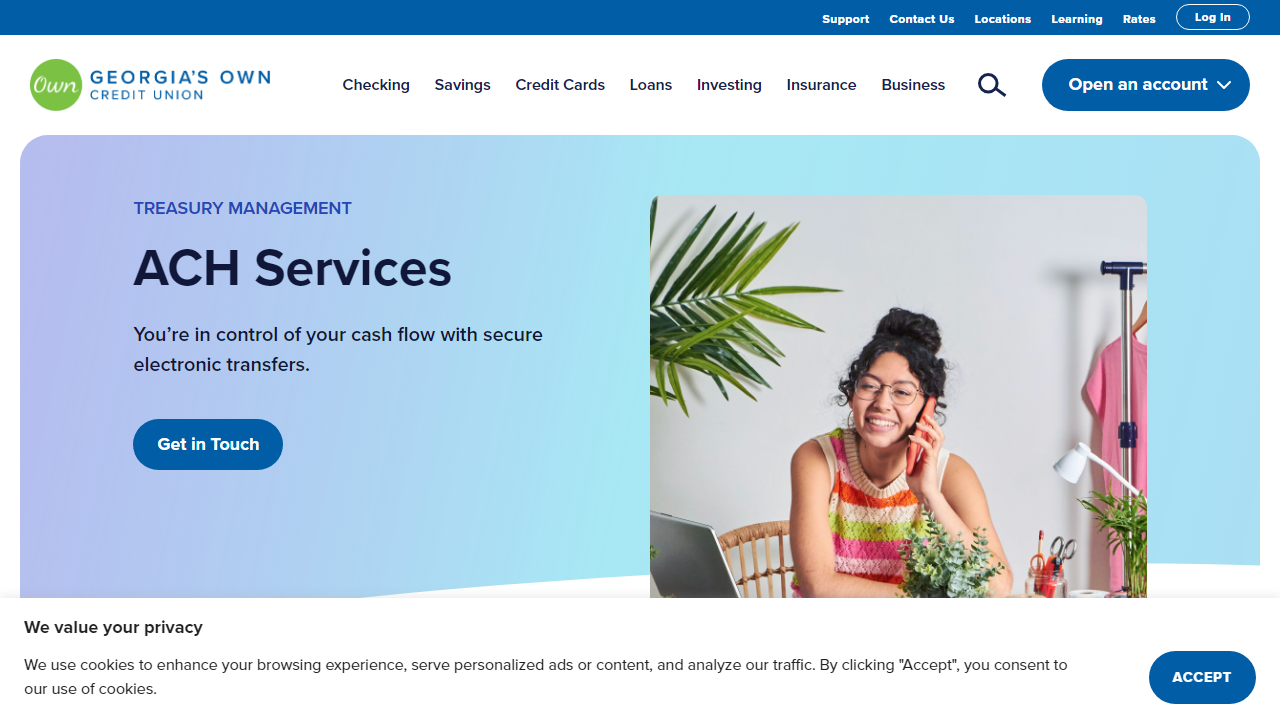 Support Contact Us Locations Learning Rates Log In
Own GEORGIA'S OWN
CREDIT UNION
Checking Savings Credit Cards Loans Investing Insurance Business Open an account
TREASURY MANAGEMENT
ACH Services
You’re in control of your cash flow with secure
electronic transfers.
Get in Touch
We value your privacy
We use cookies to enhance your browsing experience, serve personalized ads or content, and analyze our traffic. By clicking "Accept", you consent to
our use of cookies.
ACCEPT